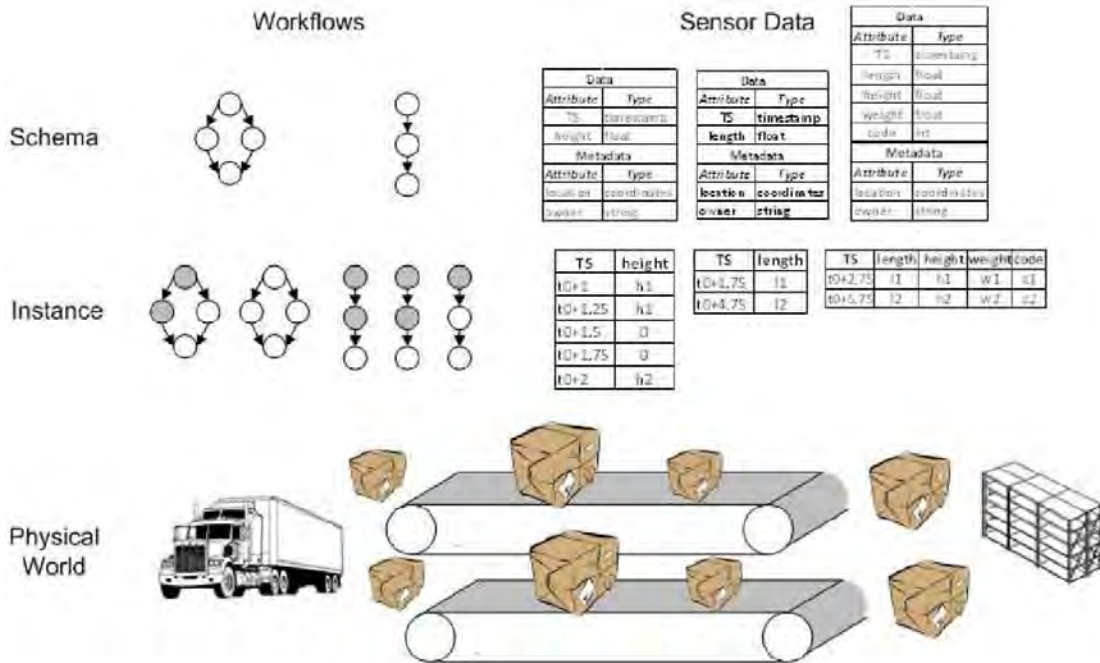 Workflows
Sensor Data
Schema
Data
Attribute Type
TS timestamp
height float
Metadata
Attribute Type
location coordinates
owner string
Data
Attribute Type
TS timestamp
length float
Metadata
Attribute Type
location coordinates
owner string
Data
Attribute Type
TS timestamp
length float
height float
weight float
code int
Metadata
Attribute Type
location coordinates
owner string
Instance
TS height
t0+1 h1
t0+1,25 h1
t0+1,5 0
t0+1,75 0
t0+2 h2
TS length
t0+1,75 l1
t0+4,75 l2
TS length height weight code
t0+2,75 l1 h1 w1 c1
t0+5,75 l2 h2 w2 c2
Physical
World